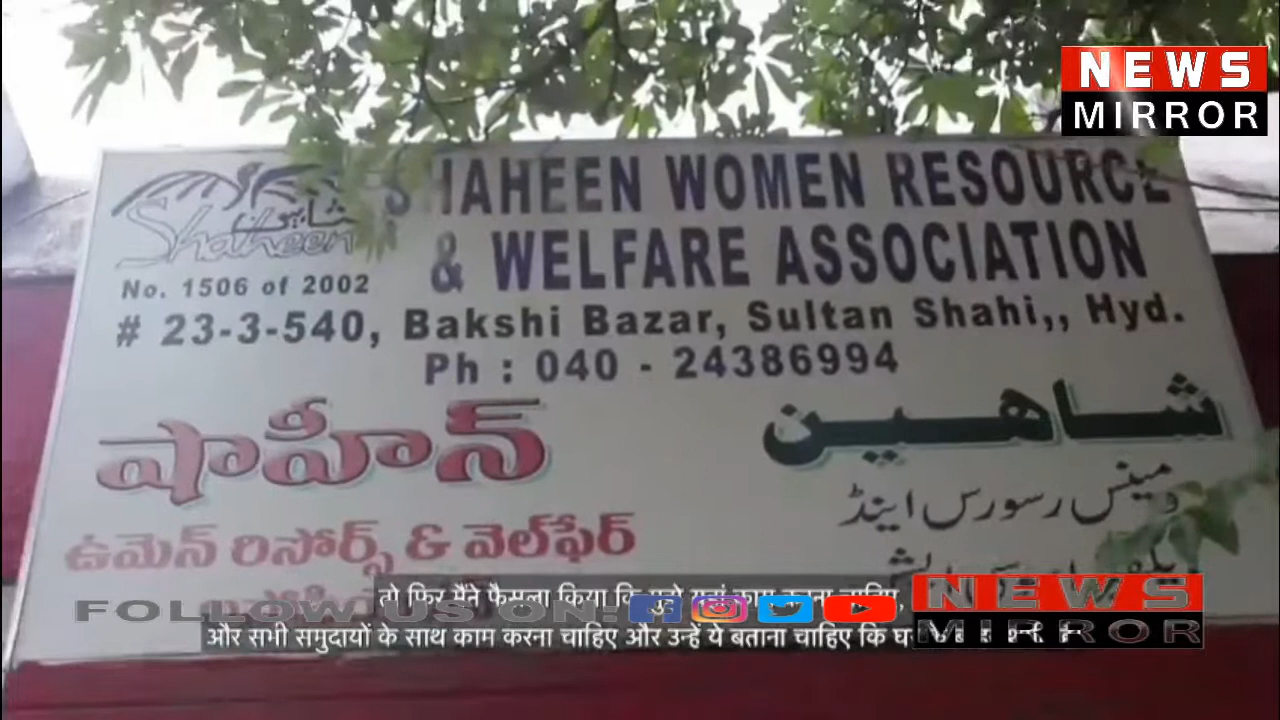 NEWS
MIRROR
SHAHEEN WOMEN RESOURCE
& WELFARE ASSOCIATION
شاہین
Shaheen
No. 1506 of 2002
# 23-3-540, Bakshi Bazar, Sultan Shahi,, Hyd.
Ph : 040 - 24386994
షాహీన్
شاہین
ఉమెన్ రిసోర్స్ & వెల్‌ఫేర్
ومینس رسورس اینڈ
तो फिर मैंने फैसला किया कि
FOLLOW US ON:
NEWS
MIRROR
और सभी समुदायों के साथ काम करना चाहिए और उन्हें ये बताना चाहिए कि